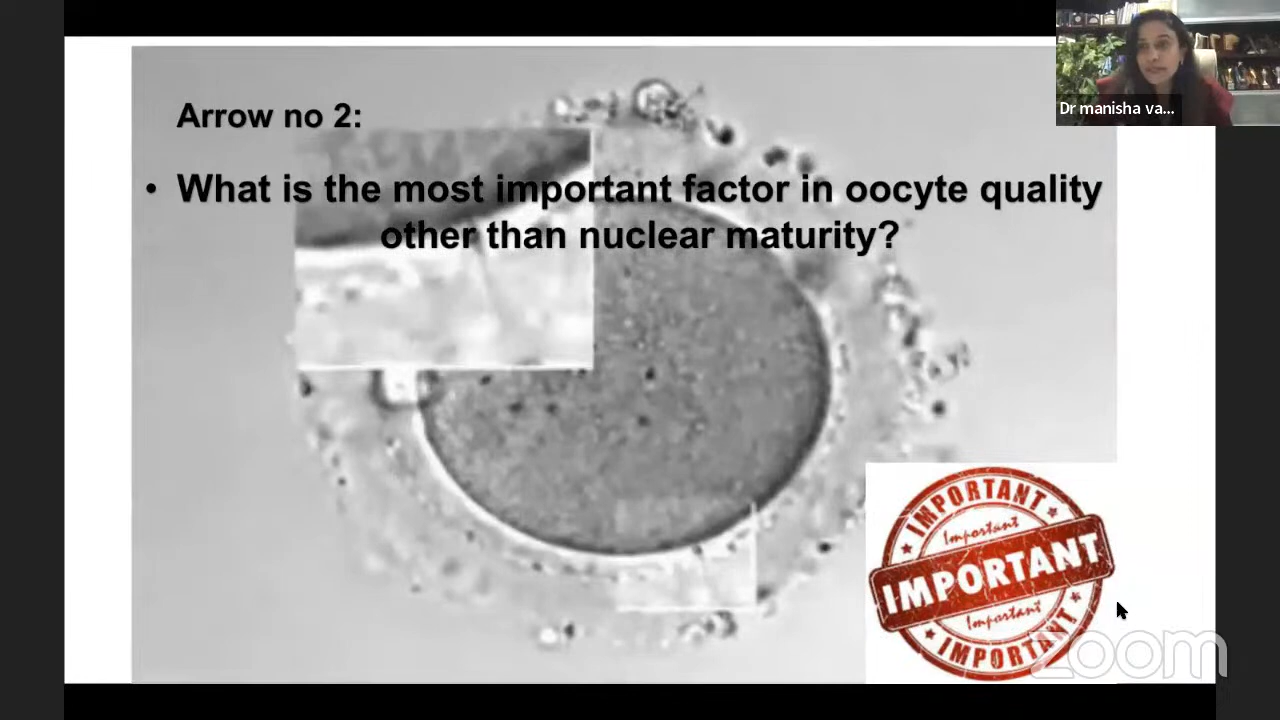 Arrow no 2:
Dr manisha va...
• What is the most important factor in oocyte quality
other than nuclear maturity?
IMPORTANT
Important
IMPORTANT
Important
IMPORTANT
zoom